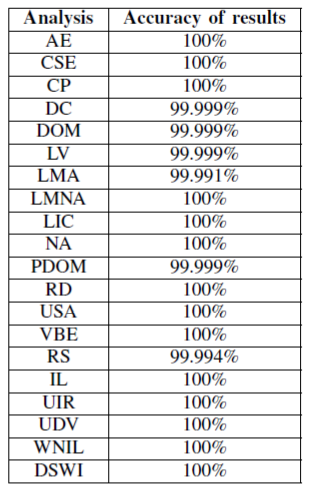 Analysis Accuracy of results
AE 100%
CSE 100%
CP 100%
DC 99.999%
DOM 99.999%
LV 99.999%
LMA 99.991%
LMNA 100%
LIC 100%
NA 100%
PDOM 99.999%
RD 100%
USA 100%
VBE 100%
RS 99.994%
IL 100%
UIR 100%
UDV 100%
WNIL 100%
DSWI 100%